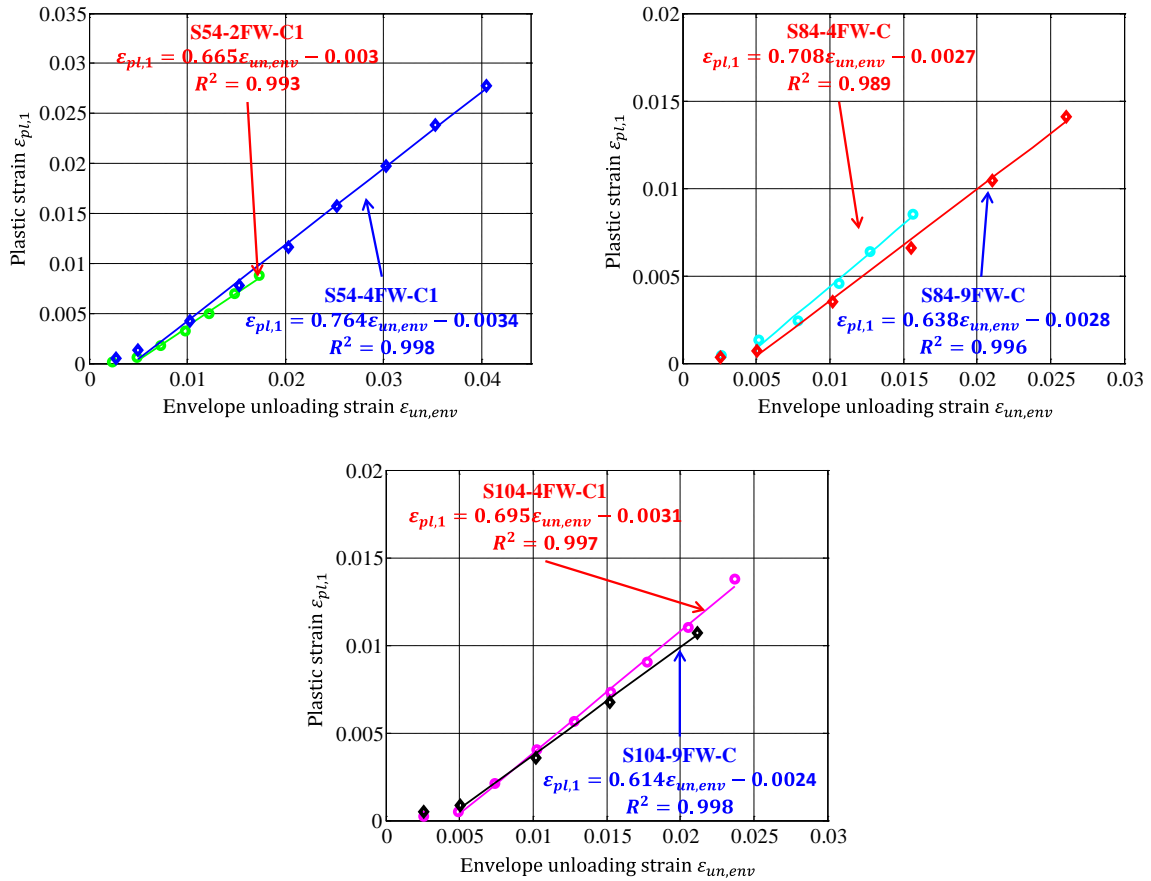 S54-2FW-C1
εpl,1 = 0.665εun,env − 0.003
R² = 0.993
S54-4FW-C1
εpl,1 = 0.764εun,env − 0.0034
R² = 0.998
Plastic strain εpl,1
0.035
0.03
0.025
0.02
0.015
0.01
0.005
0
0 0.01 0.02 0.03 0.04
Envelope unloading strain εun,env
S84-4FW-C
εpl,1 = 0.708εun,env − 0.0027
R² = 0.989
S84-9FW-C
εpl,1 = 0.638εun,env − 0.0028
R² = 0.996
Plastic strain εpl,1
0.02
0.015
0.01
0.005
0
0 0.005 0.01 0.015 0.02 0.025 0.03
Envelope unloading strain εun,env
S104-4FW-C1
εpl,1 = 0.695εun,env − 0.0031
R² = 0.997
S104-9FW-C
εpl,1 = 0.614εun,env − 0.0024
R² = 0.998
Plastic strain εpl,1
0.02
0.015
0.01
0.005
0
0 0.005 0.01 0.015 0.02 0.025 0.03
Envelope unloading strain εun,env